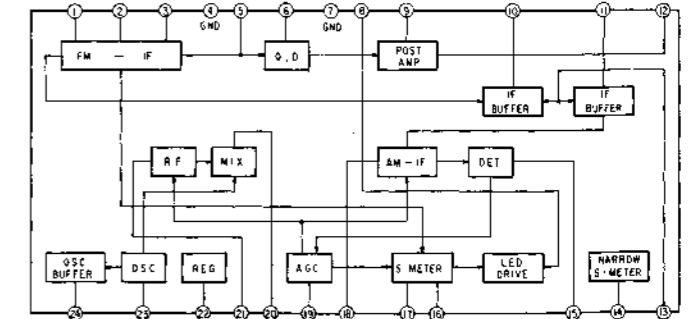 1 2 3 4 5 6 7 8 9 10 11 12
GND GND
FM - IF
Q.D
POST
AMP
IF
BUFFER
IF
BUFFER
RF
MIX
AM-IF
DET
OSC
BUFFER
OSC
REG
AGC
S METER
LED
DRIVE
NARROW
S-METER
24 23 22 21 20 19 18 17 16 15 14 13